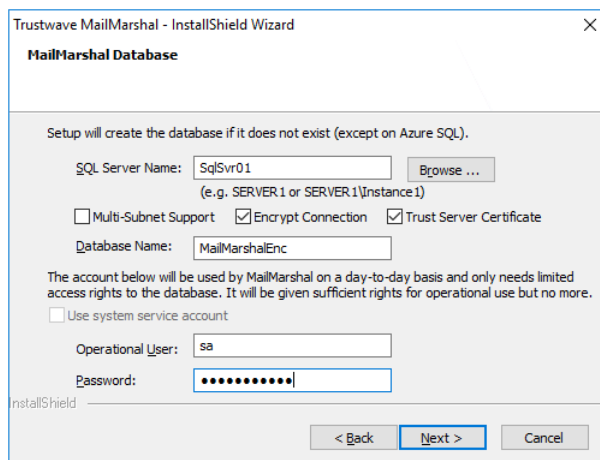 Trustwave MailMarshal - InstallShield Wizard
MailMarshal Database
Setup will create the database if it does not exist (except on Azure SQL).
SQL Server Name: SqlSvr01 Browse ...
(e.g. SERVER1 or SERVER1\Instance1)
Multi-Subnet Support Encrypt Connection Trust Server Certificate
Database Name: MailMarshalEnc
The account below will be used by MailMarshal on a day-to-day basis and only needs limited
access rights to the database. It will be given sufficient rights for operational use but no more.
Use system service account
Operational User: sa
Password: •••••••••••
InstallShield
< Back Next > Cancel